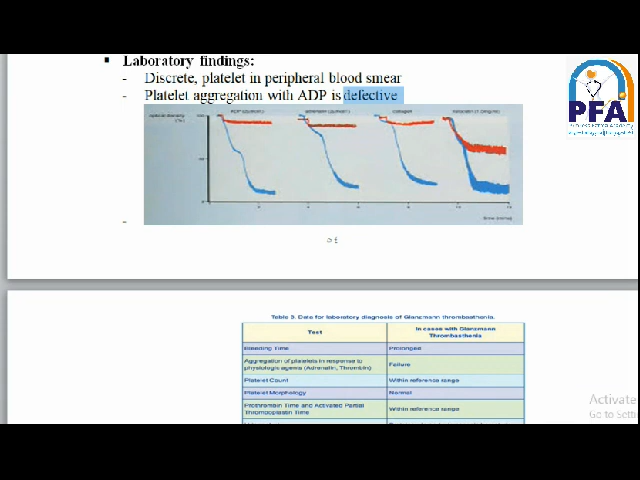 Laboratory findings:
- Discrete, platelet in peripheral blood smear
- Platelet aggregation with ADP is defective
PFA
-
Table 9. Data for laboratory diagnosis of Glanzmann thrombasthenia.
Test
In cases with Glanzmann Thrombasthenia
Bleeding Time
Prolonged
Aggregation of platelets in response to
physiologic agents (Adrenalin, Thrombin)
Failure
Platelet Count
Within reference range
Platelet Morphology
Normal
Prothrombin Time and Activated Partial
Thromboplastin Time
Within reference range
Activate
Go to Setti